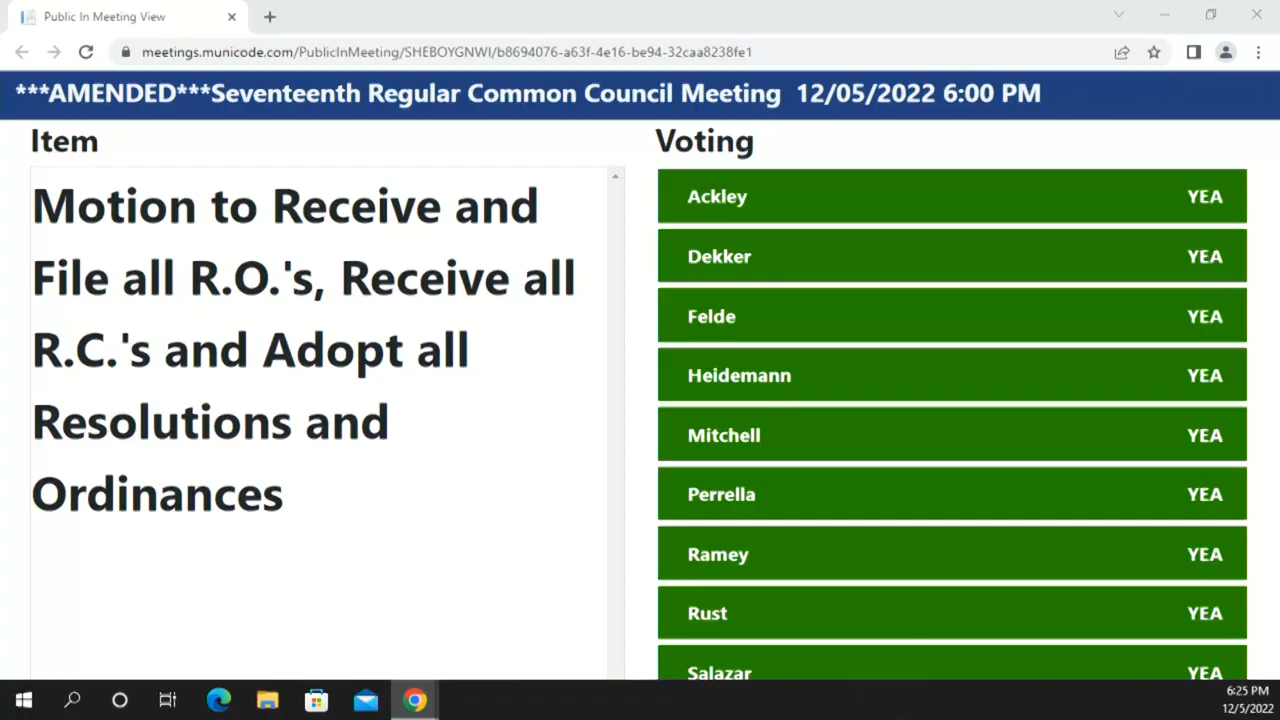 Public In Meeting View
meetings.municode.com/PublicInMeeting/SHEBOYGNWI/b8694076-a63f-4e16-be94-32caa8238fe1
***AMENDED***Seventeenth Regular Common Council Meeting 12/05/2022 6:00 PM
Item
Motion to Receive and
File all R.O.'s, Receive all
R.C.'s and Adopt all
Resolutions and
Ordinances
Voting
Ackley YEA
Dekker YEA
Felde YEA
Heidemann YEA
Mitchell YEA
Perrella YEA
Ramey YEA
Rust YEA
Salazar YEA
6:25 PM
12/5/2022